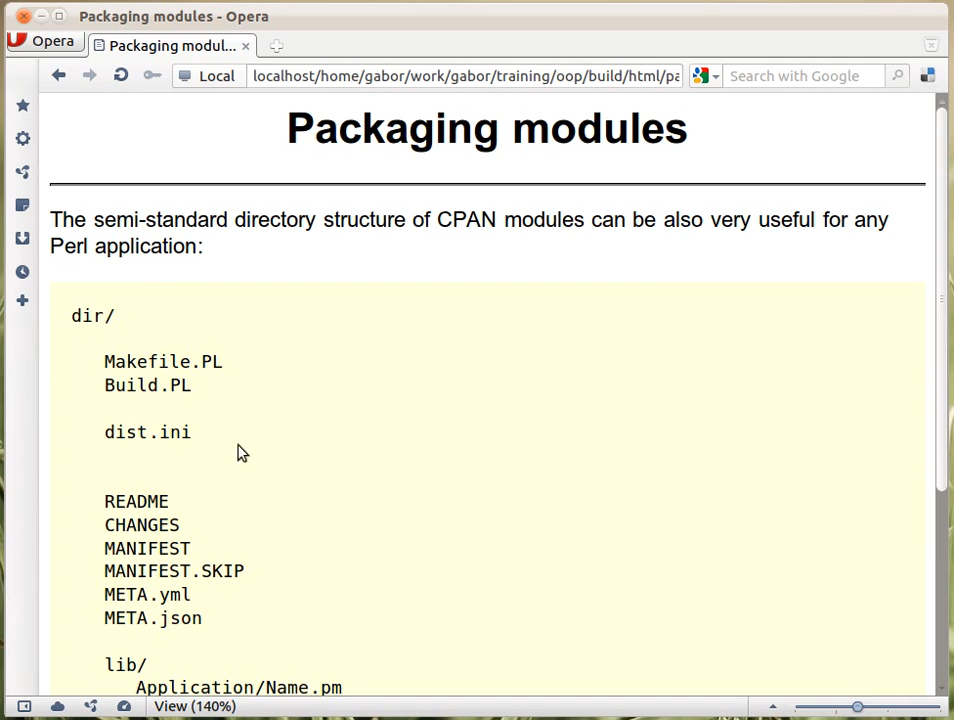 Packaging modules - Opera
Opera
Packaging modul...
Local
localhost/home/gabor/work/gabor/training/oop/build/html/pa
Search with Google
Packaging modules
The semi-standard directory structure of CPAN modules can be also very useful for any
Perl application:
dir/
Makefile.PL
Build.PL
dist.ini
README
CHANGES
MANIFEST
MANIFEST.SKIP
META.yml
META.json
lib/
Application/Name.pm
View (140%)